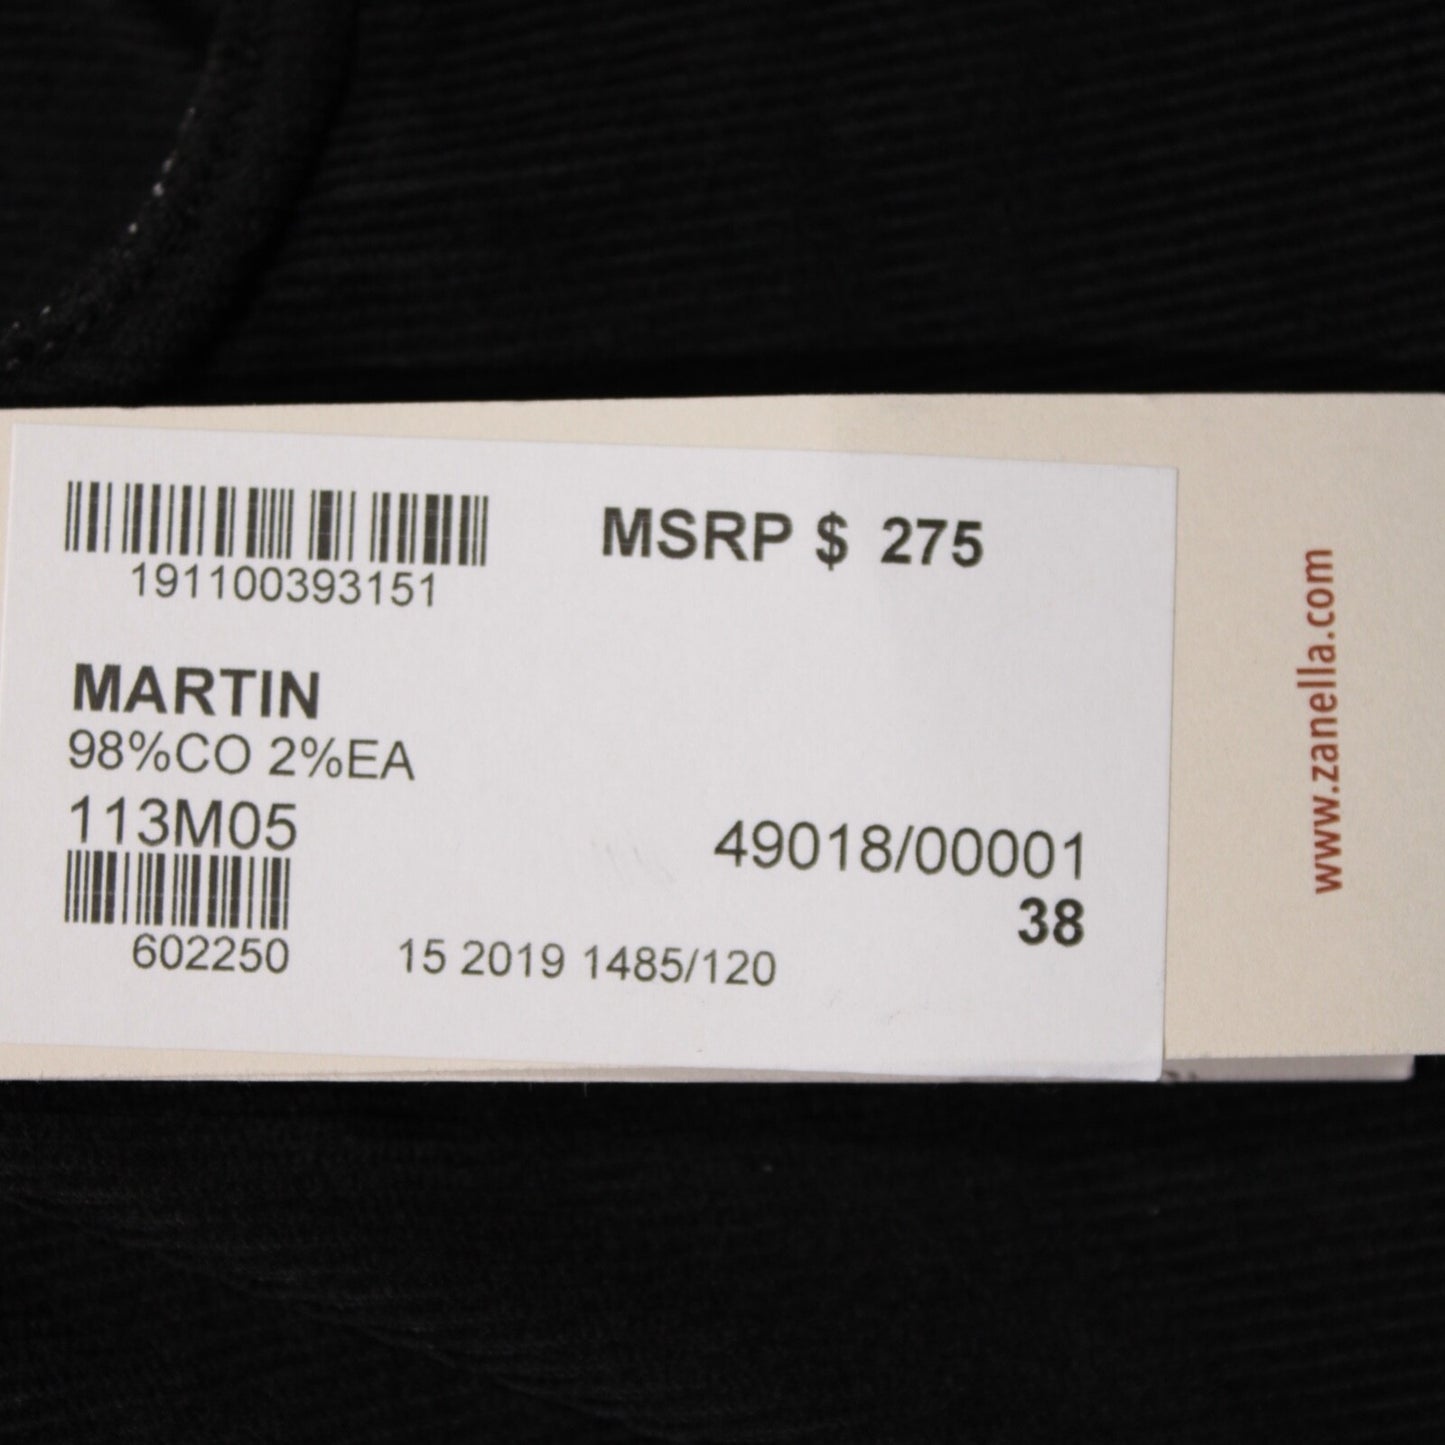 191100393151
MSRP $ 275
MARTIN
98%CO 2%EA
113M05
49018/00001
38
602250
15 2019 1485/120
www.zanella.com